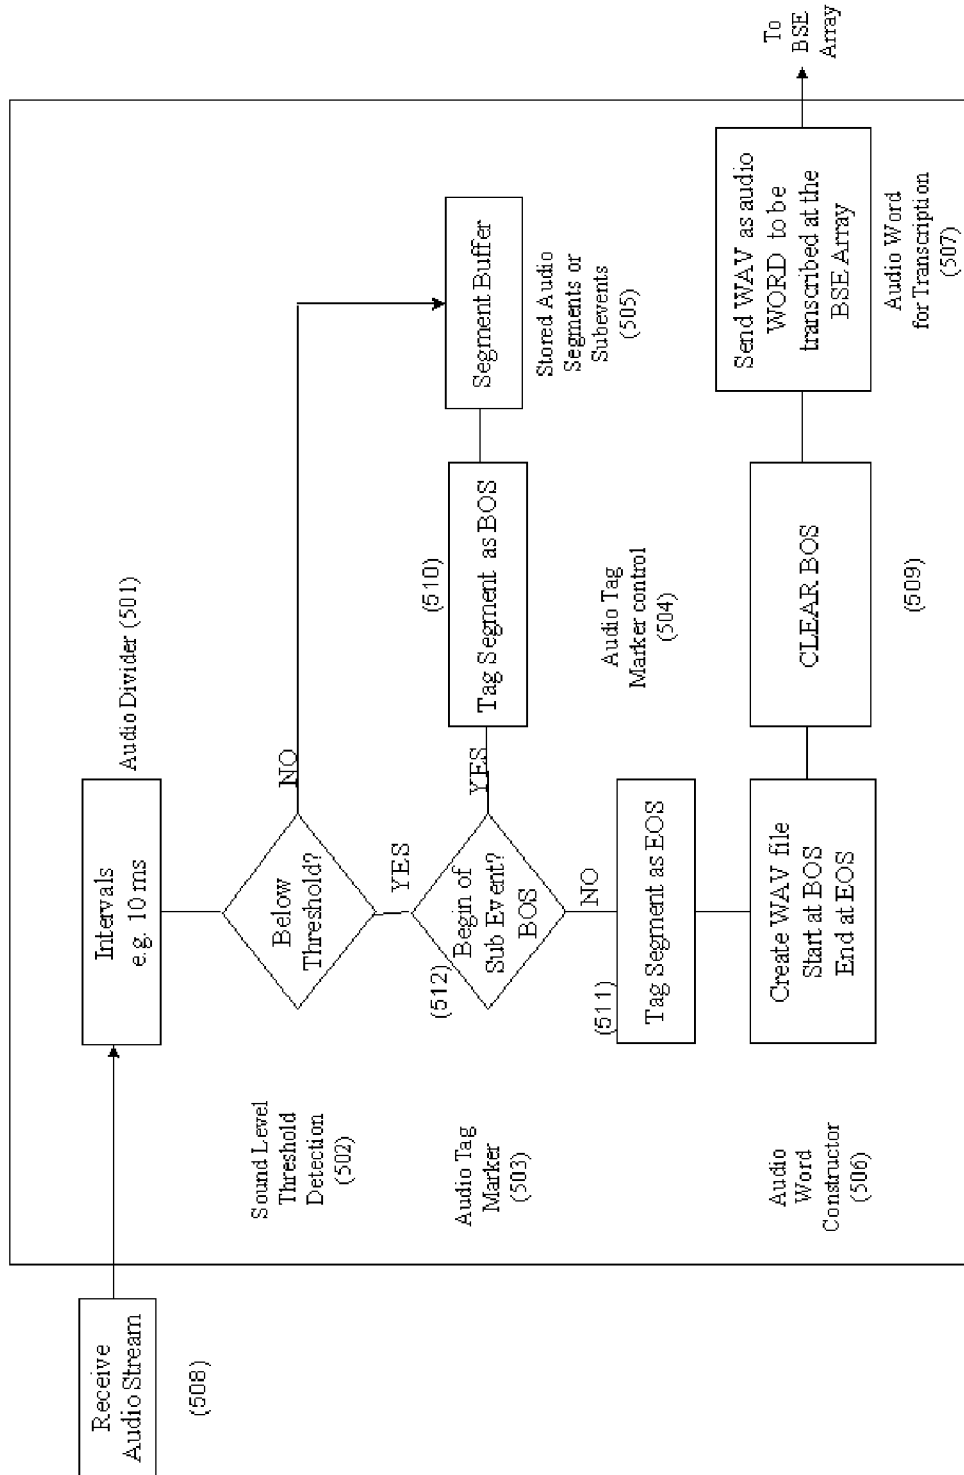 Receive
Audio Stream
(508)
Intervals
e.g. 10 ms
Audio Divider (501)
Sound Level
Threshold
Detection
(502)
Below
Threshold?
NO
YES
Audio Tag
Marker
(503)
(512)
Begin of
Sub Event?
BOS
YES
NO
(510)
Tag Segment as BOS
Segment Buffer
Stored Audio
Segments or
Subevents
(505)
(511)
Tag Segment as EOS
Audio Tag
Marker control
(504)
Audio
Word
Constructor
(506)
Create WAV file
Start at BOS
End at EOS
CLEAR BOS
(509)
Send WAV as audio
WORD to be
transcribed at the
BSE Array
Audio Word
for Transcription
(507)
To
BSE
Array